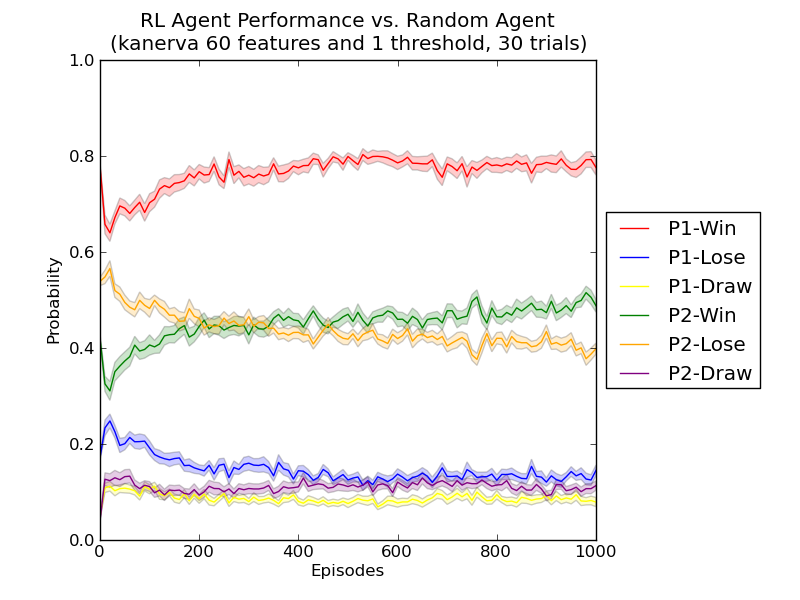 RL Agent Performance vs. Random Agent
(kanerva 60 features and 1 threshold, 30 trials)
1.0
0.8
0.6
0.4
0.2
0.0
Probability
0 200 400 600 800 1000
Episodes
P1-Win
P1-Lose
P1-Draw
P2-Win
P2-Lose
P2-Draw